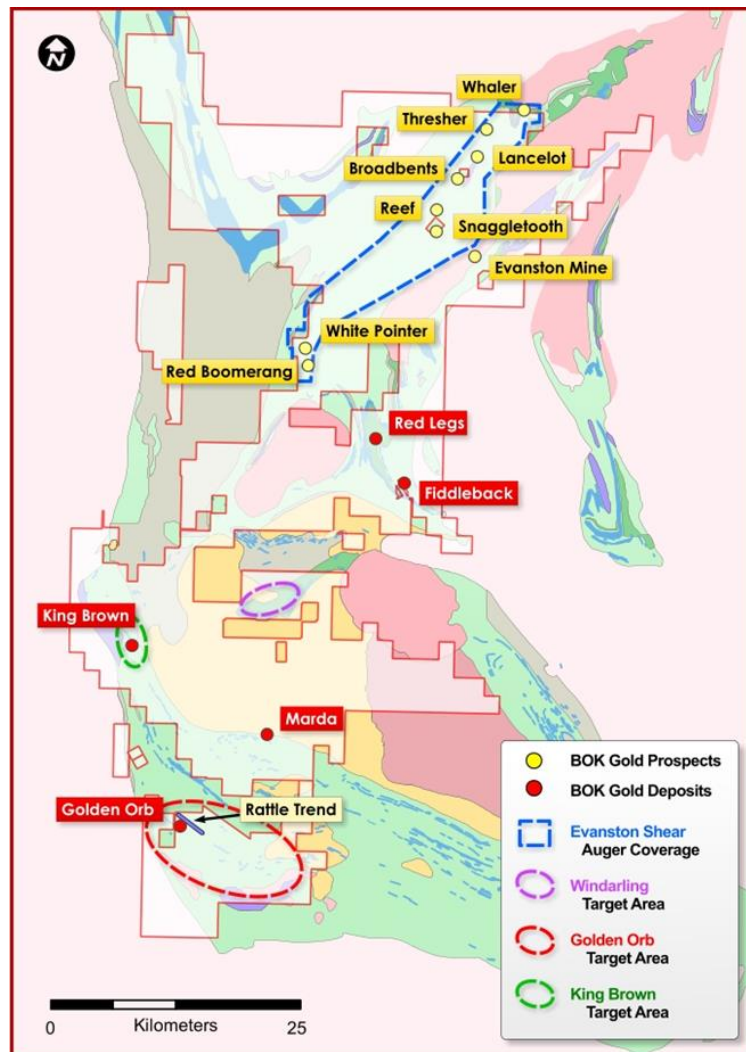 N
Whaler
Thresher
Lancelot
Broadbents
Reef
Snaggletooth
Evanston Mine
White Pointer
Red Boomerang
Red Legs
Fiddleback
King Brown
Marda
Golden Orb
Rattle Trend
BOK Gold Prospects
BOK Gold Deposits
Evanston Shear
Auger Coverage
Windarling
Target Area
Golden Orb
Target Area
King Brown
Target Area
0 25
Kilometers